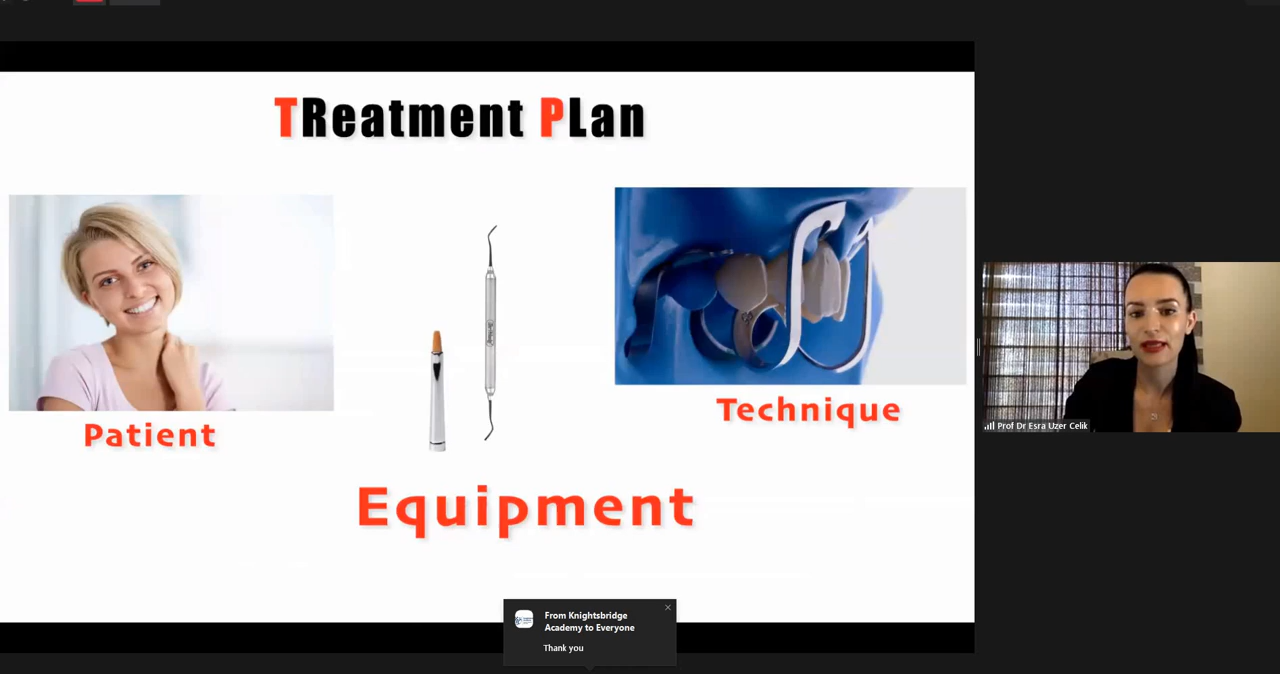 TReatment PLan
Patient
Technique
Equipment
Prof Dr Esra Uzer Celik
From Knightsbridge
Academy to Everyone
Thank you